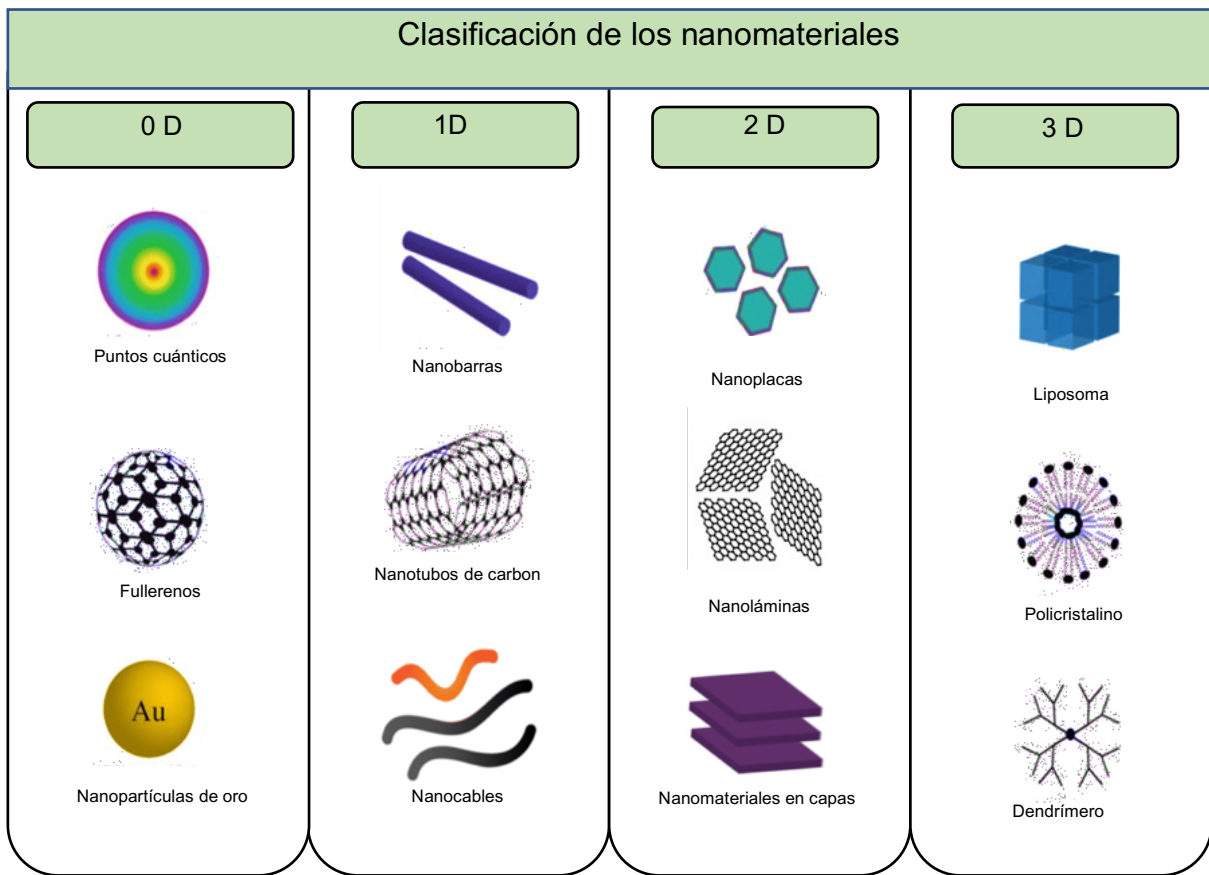 Clasificación de los nanomateriales
0 D
1D
2 D
3 D
Puntos cuánticos
Nanobarras
Nanoplacas
Liposoma
Fullerenos
Nanotubos de carbon
Nanoláminas
Policristalino
Au
Nanopartículas de oro
Nanocables
Nanomateriales en capas
Dendrímero